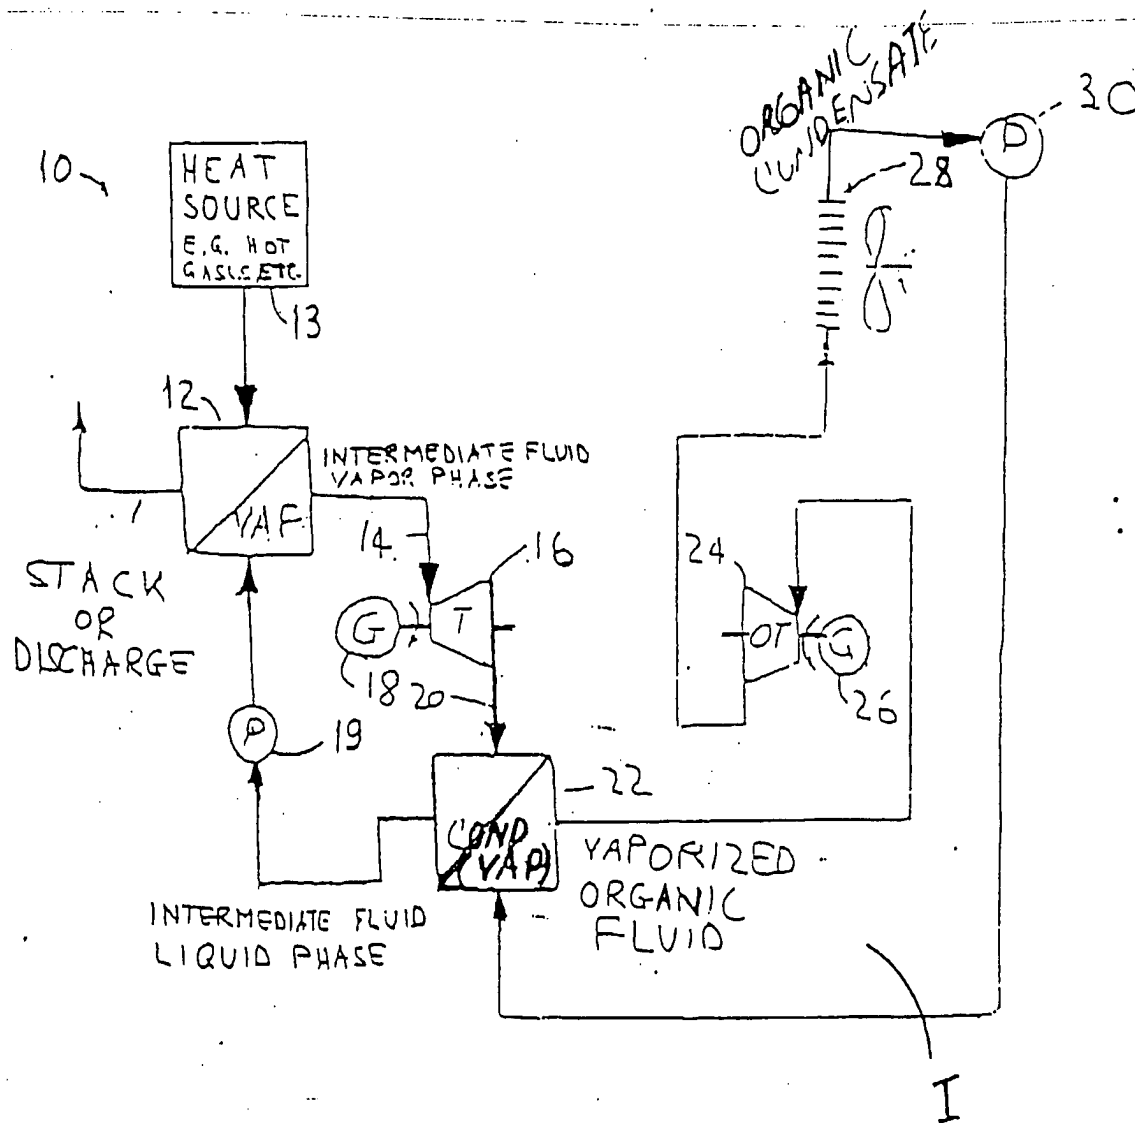 ORGANIC
CONDENSATE
30
P
10
HEAT
SOURCE
E.G. HOT
GASES ETC.
28
13
12
INTERMEDIATE FLUID
VAPOR PHASE
VAP
14
16
24
STACK
OR
DISCHARGE
G
T
OT
G
18
20
26
P
19
22
COND
(VAP)
VAPORIZED
ORGANIC
FLUID
INTERMEDIATE FLUID
LIQUID PHASE
I